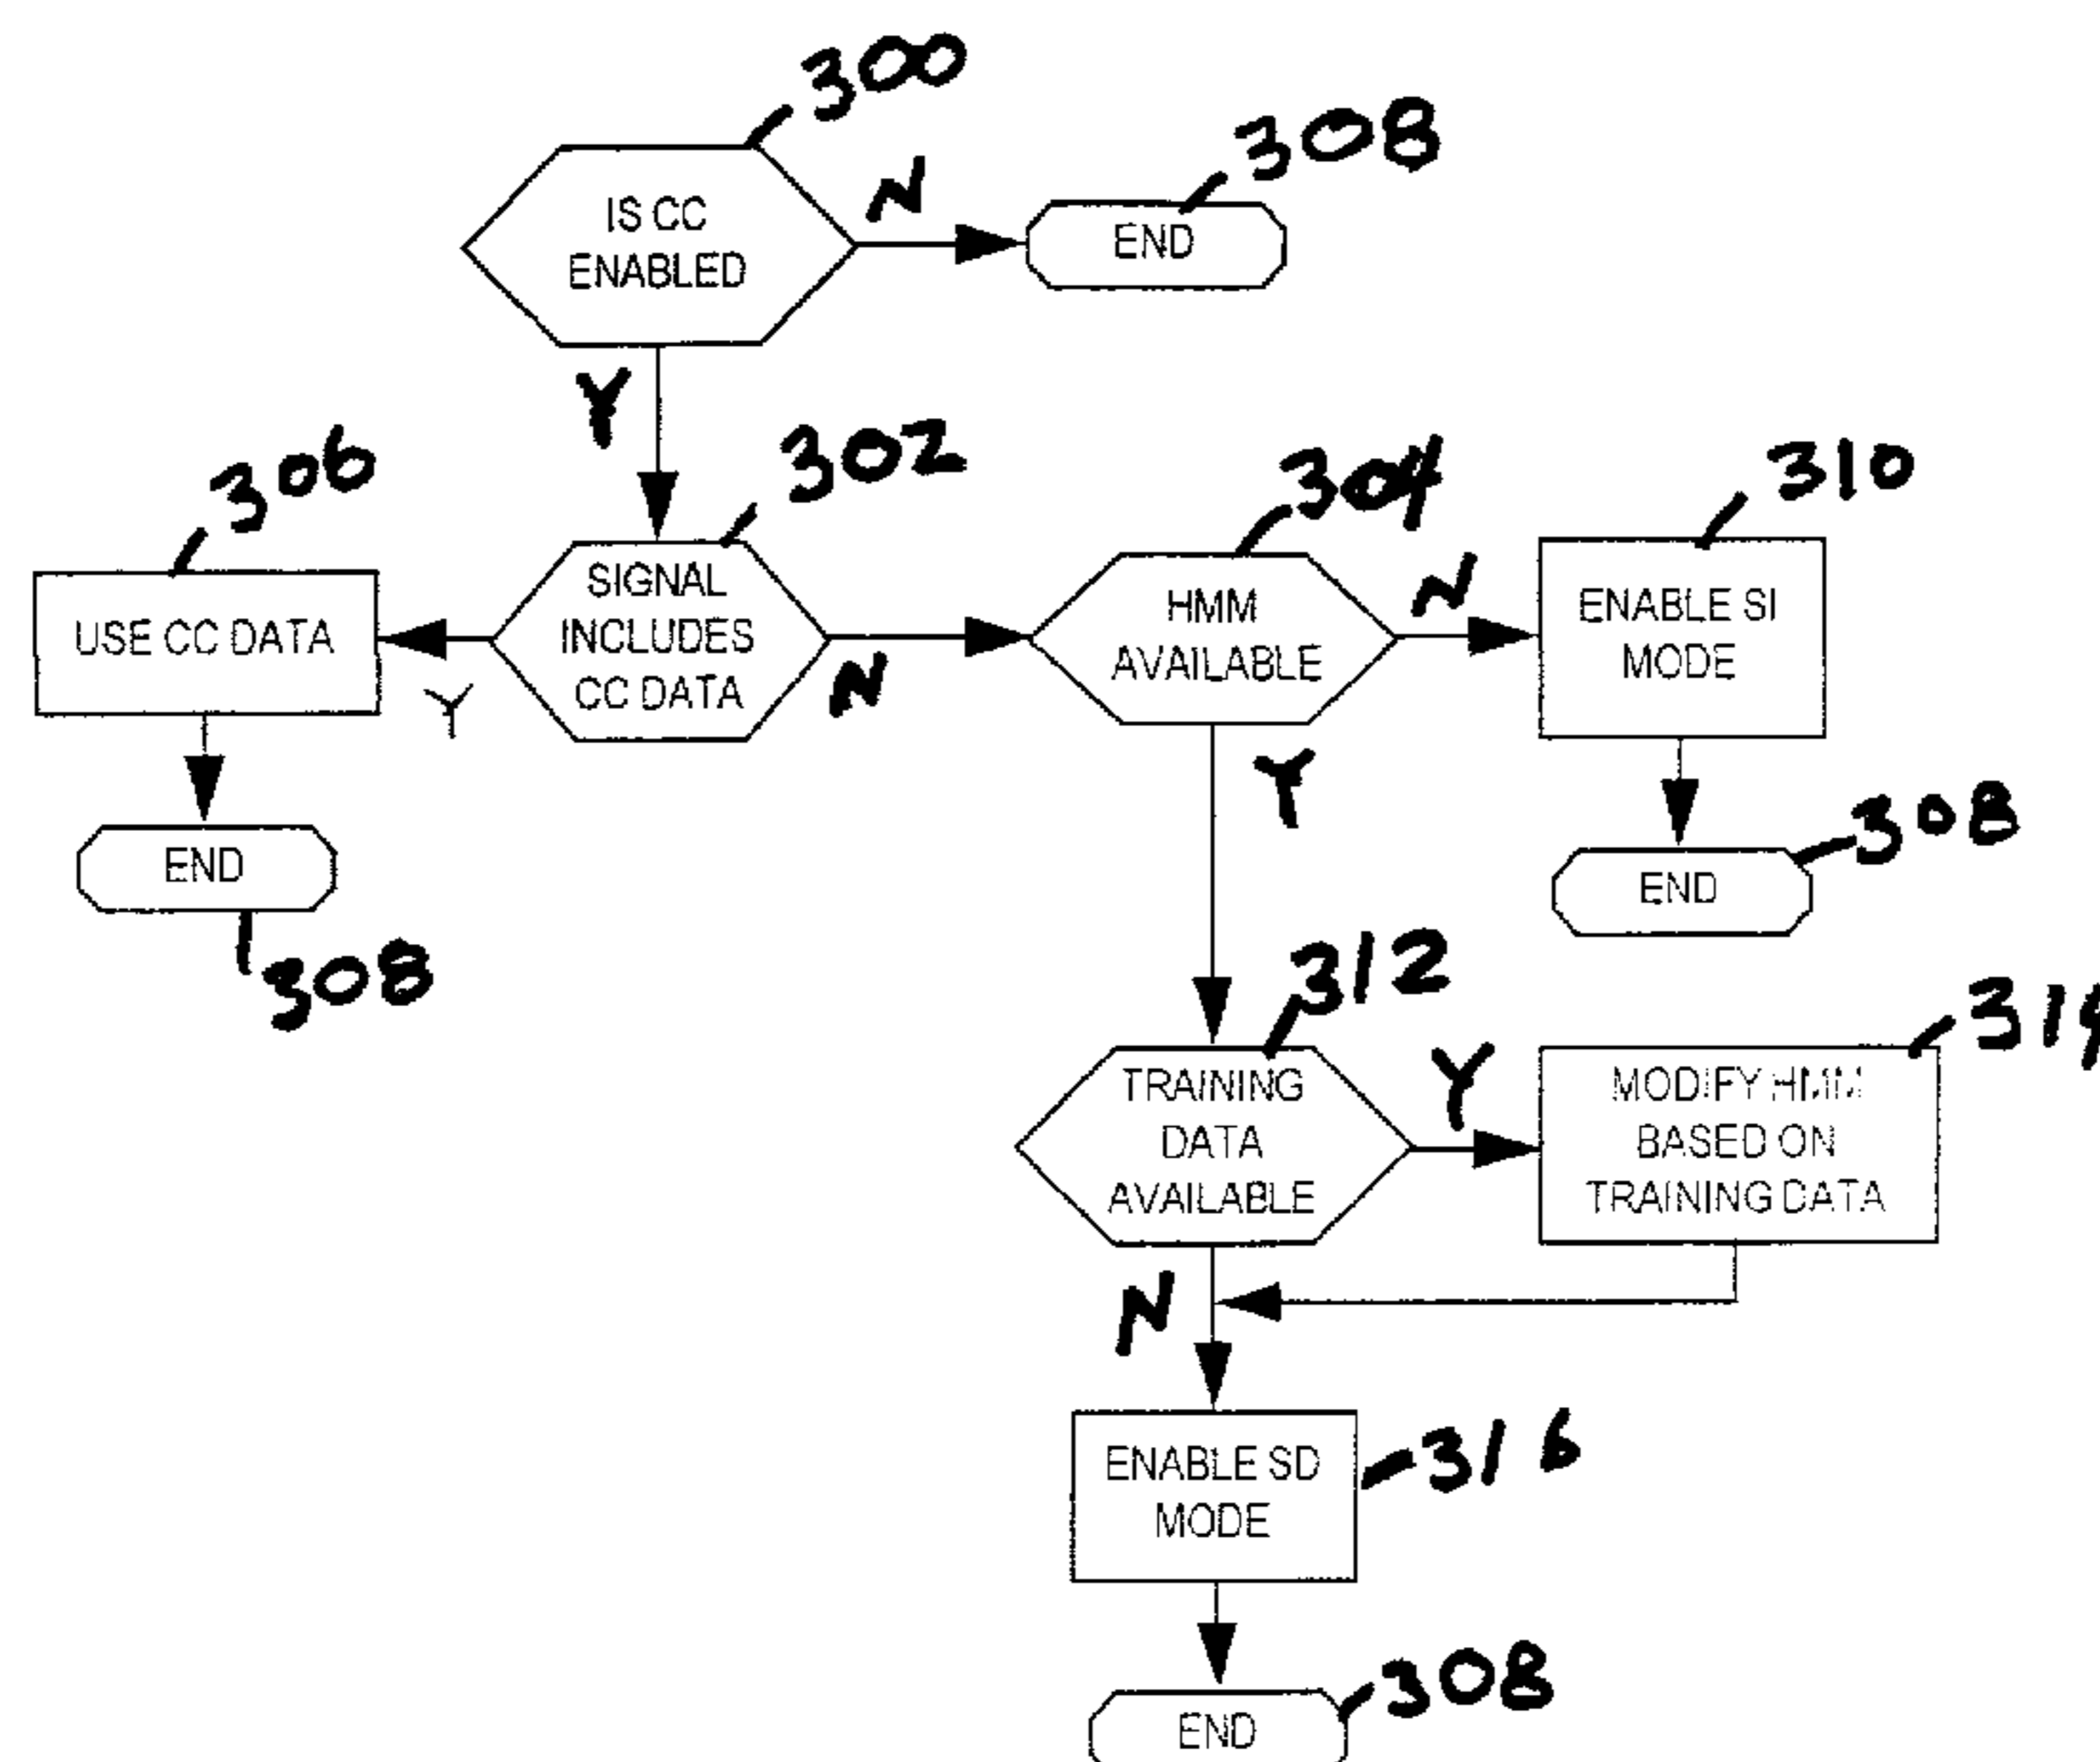 300
308
N
IS CC
ENABLED
END
Y
306
302
304
310
N
USE CC DATA
SIGNAL
INCLUDES
CC DATA
HMM
AVAILABLE
ENABLE SI
MODE
Y
N
Y
END
308
END
308
312
314
TRAINING
DATA
AVAILABLE
Y
MODIFY HMM
BASED ON
TRAINING DATA
N
ENABLE SD
MODE
316
308
END